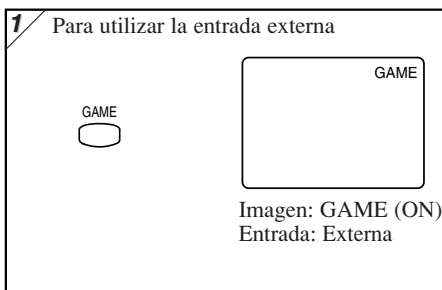 1 Para utilizar la entrada externa
GAME
GAME
Imagen: GAME (ON)
Entrada: Externa